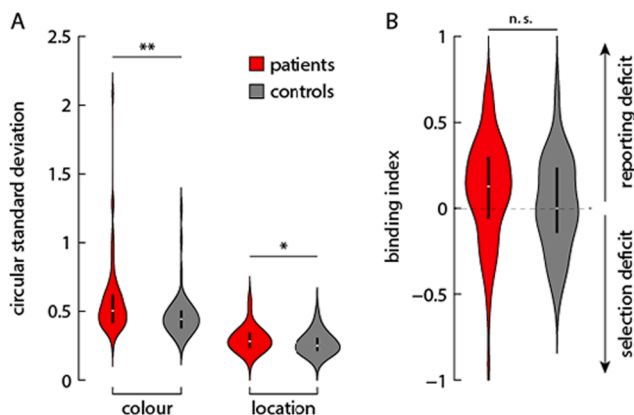 A
circular standard deviation
2.5
2
1.5
1
0.5
0
**
*
patients
controls
colour
location
B
n. s.
binding index
1
0.5
0
−0.5
−1
reporting deficit
selection deficit